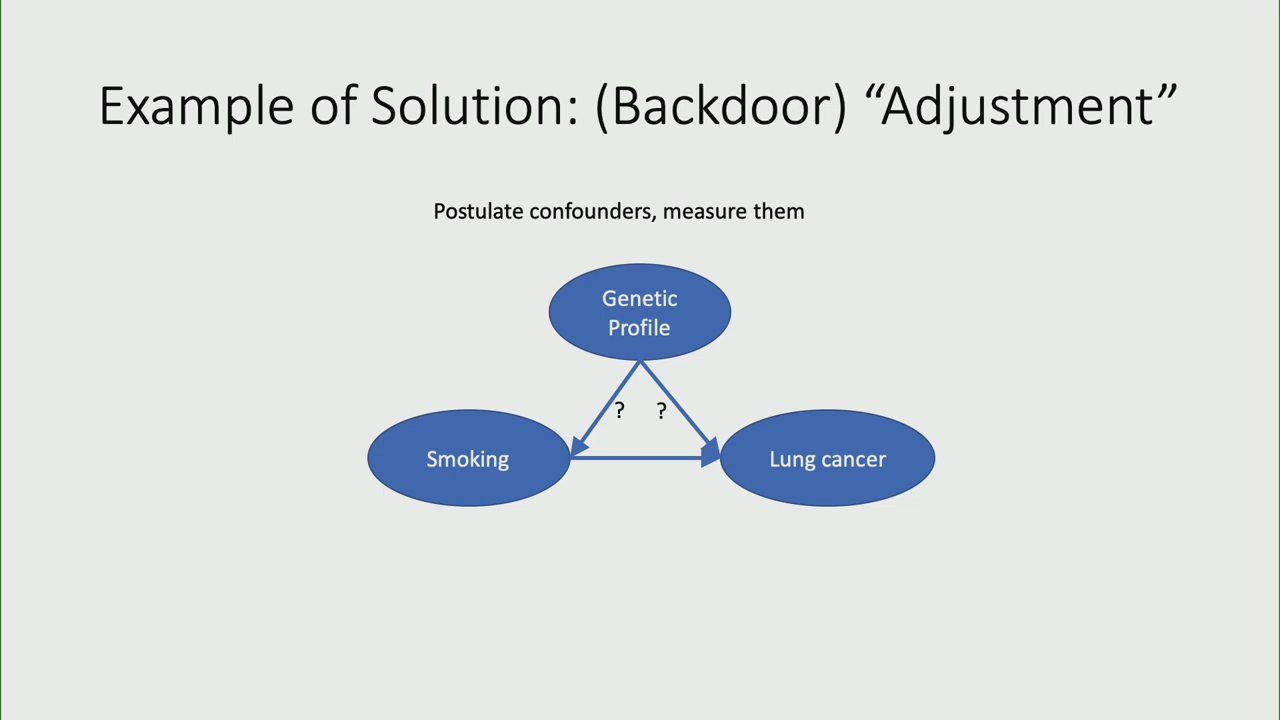 Example of Solution: (Backdoor) “Adjustment”
Postulate confounders, measure them
Genetic
Profile
? ?
Smoking
Lung cancer